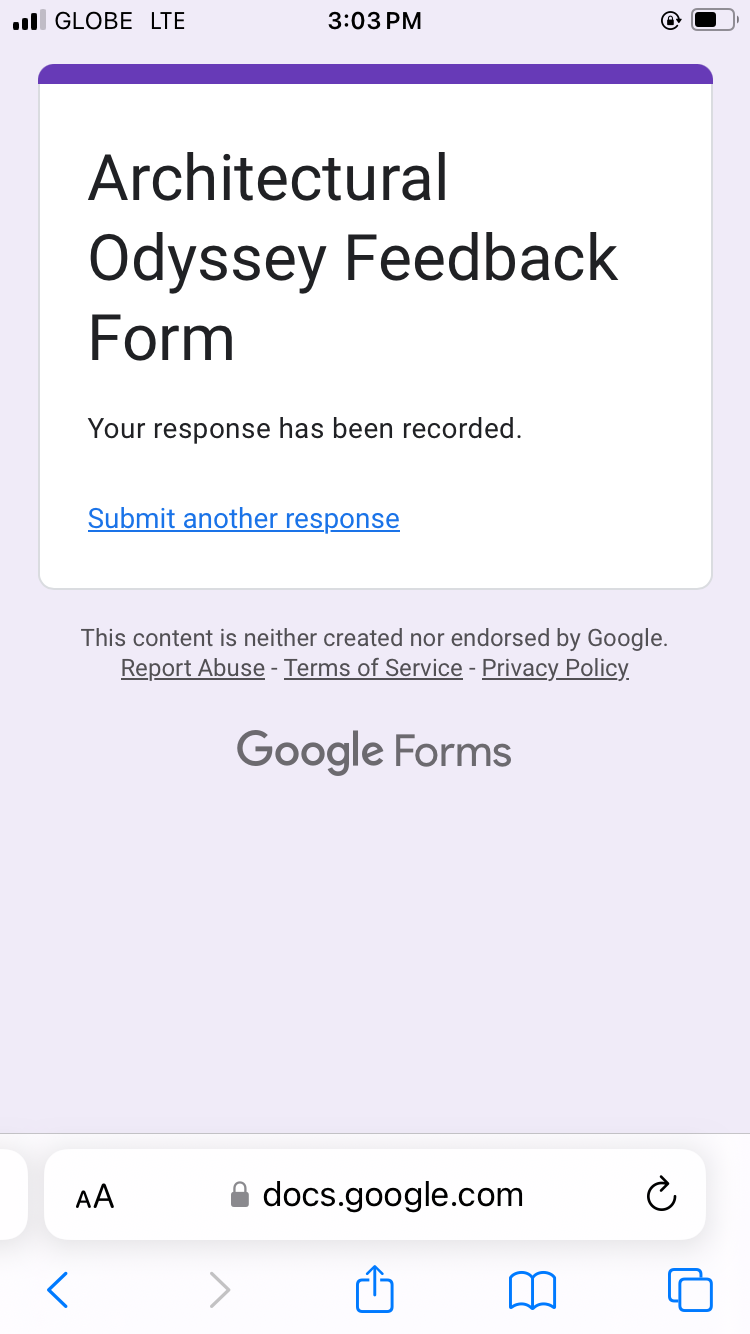 GLOBE LTE 3:03 PM
Architectural
Odyssey Feedback
Form
Your response has been recorded.
Submit another response
This content is neither created nor endorsed by Google.
Report Abuse - Terms of Service - Privacy Policy
Google Forms
AA docs.google.com